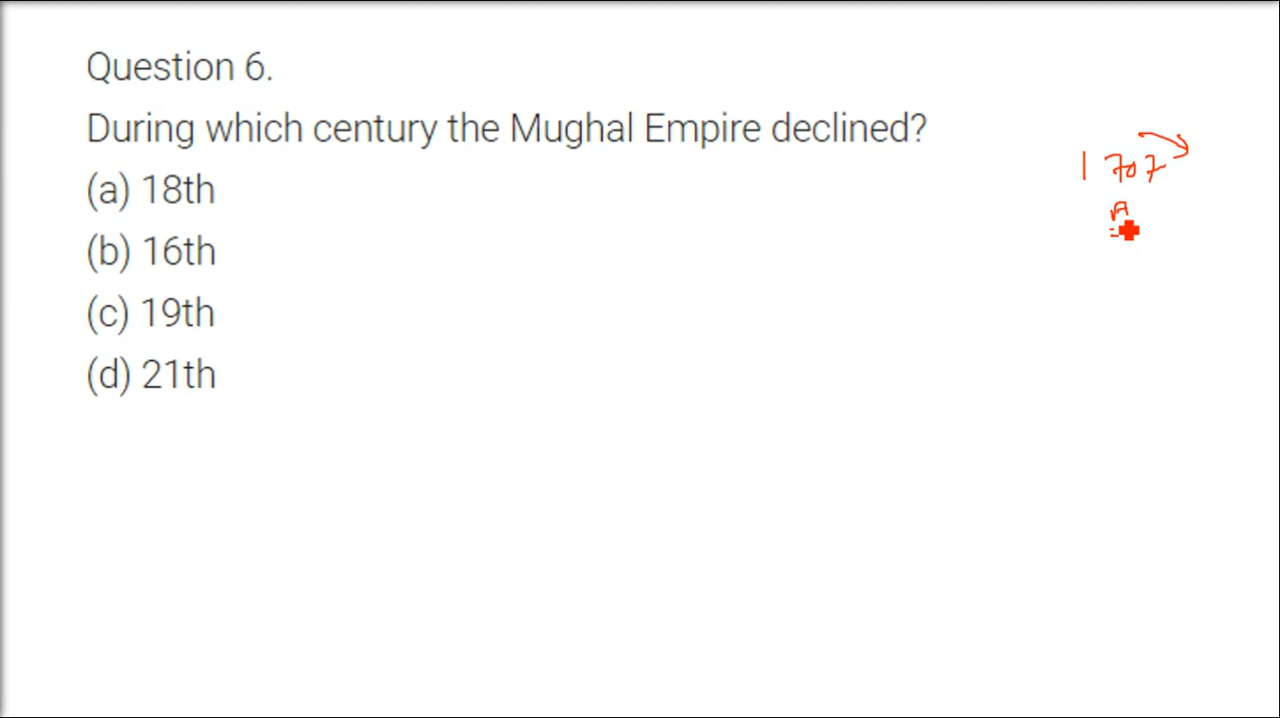 Question 6.
During which century the Mughal Empire declined?
(a) 18th
(b) 16th
(c) 19th
(d) 21th
1707
A